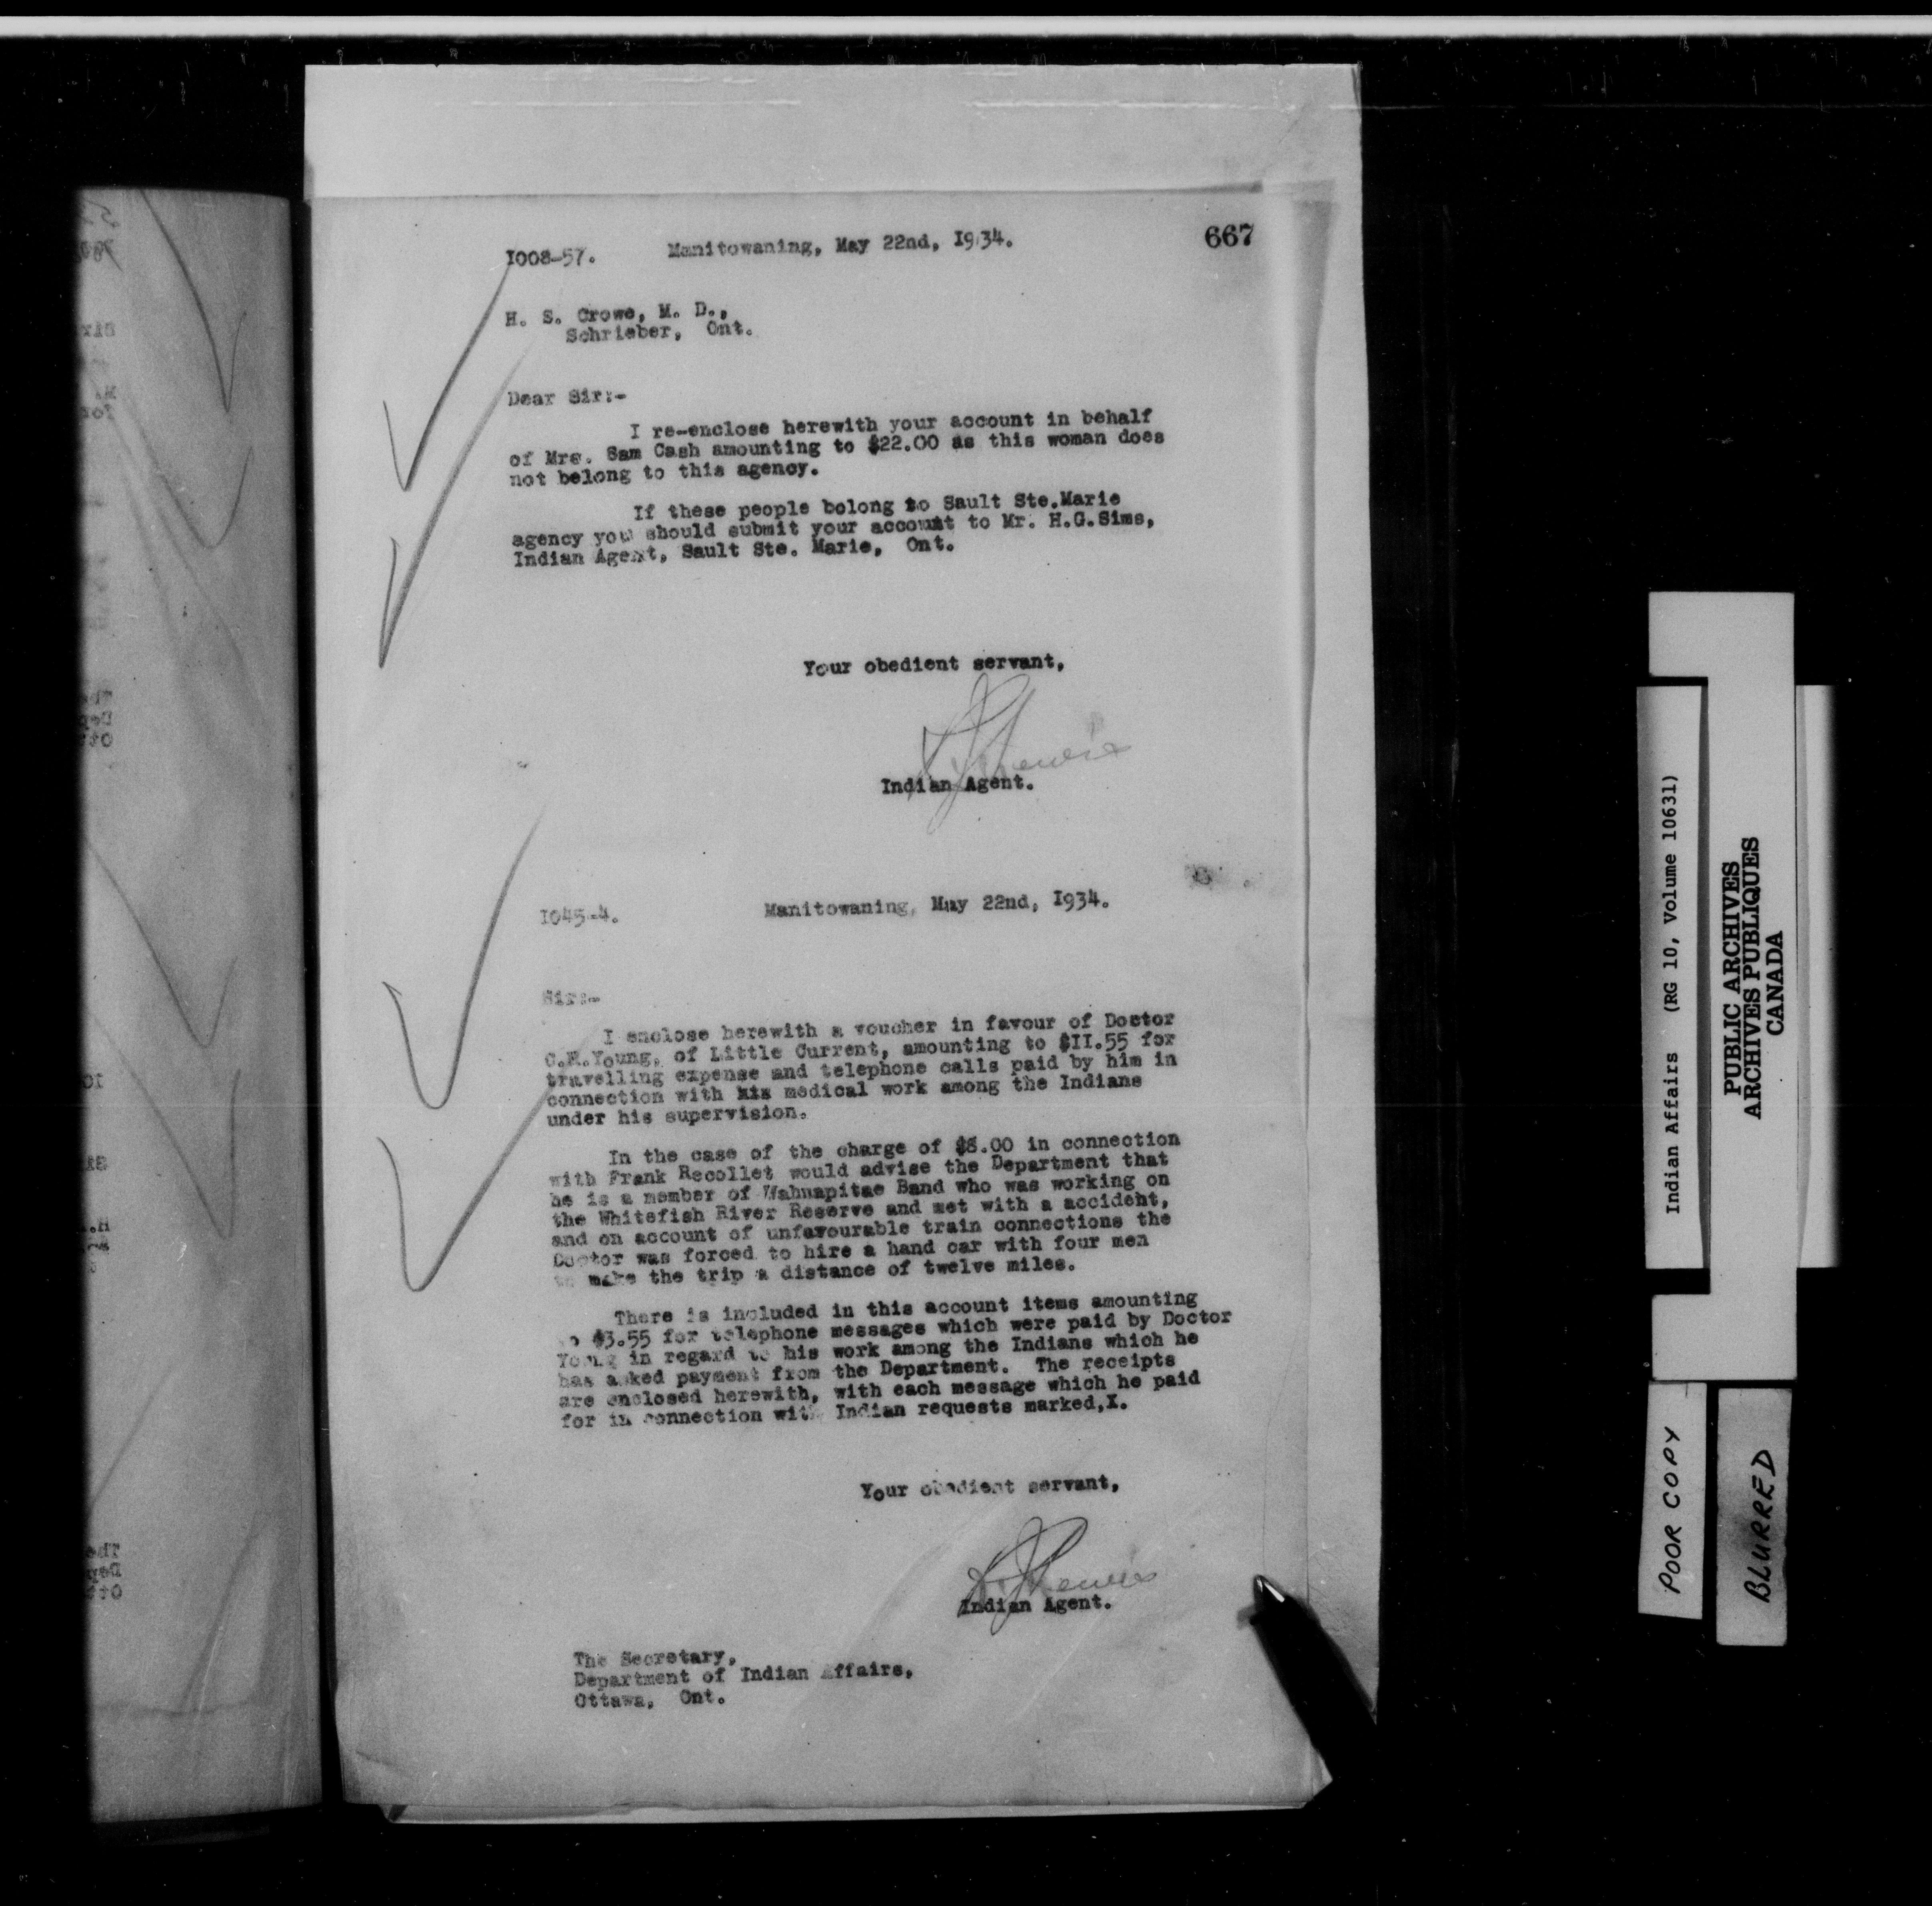 667
I008-57.    Manitowaning, May 22nd, I934.
H. S. Crowe, M. D.,
Schrieber, Ont.
Dear Sir:-
I re-enclose herewith your account in behalf
of Mrs. Sam Cash amounting to $22.00 as this woman does
not belong to this agency.
If these people belong to Sault Ste.Marie
agency you should submit your account to Mr. H.G.Sims,
Indian Agent, Sault Ste. Marie, Ont.
Your obedient servant,
Indian Agent.
I045-4.    Manitowaning, May 22nd, I934.
Sir:-
I enclose herewith a voucher in favour of Doctor
Young, of Little Current, amounting to $II.55 for
travelling expense and telephone calls paid by him in
connection with his medical work among the Indians
under his supervision.
In the case of the charge of $8.00 in connection
with Frank Recollet would advise the Department that
he is a member of Wahnapitae Band who was working on
the Whitefish River Reserve and met with a accident,
and on account of unfavourable train connections the
Doctor was forced to hire a hand car with four men
to make the trip a distance of twelve miles.
There is included in this account items amounting
to $3.55 for telephone messages which were paid by Doctor
Young in regard to his work among the Indians which he
has asked payment from the Department. The receipts
are enclosed herewith, with each message which he paid
for in connection with Indian requests marked,X.
Your obedient servant,
Indian Agent.
The Secretary,
Department of Indian Affairs,
Ottawa, Ont.
Indian Affairs (RG 10, Volume 10631)
PUBLIC ARCHIVES
ARCHIVES PUBLIQUES
CANADA
POOR COPY
BLURRED